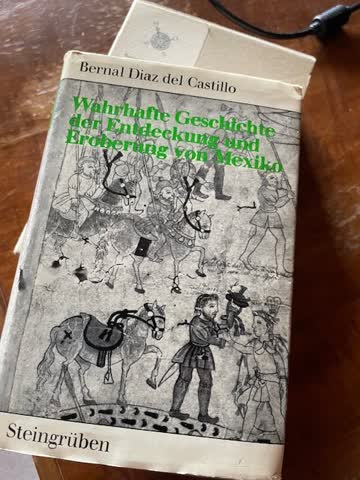 Bernal Diaz del Castillo
Wahrhafte Geschichte
der Entdeckung und
Eroberung von Mexiko
Steingrüben